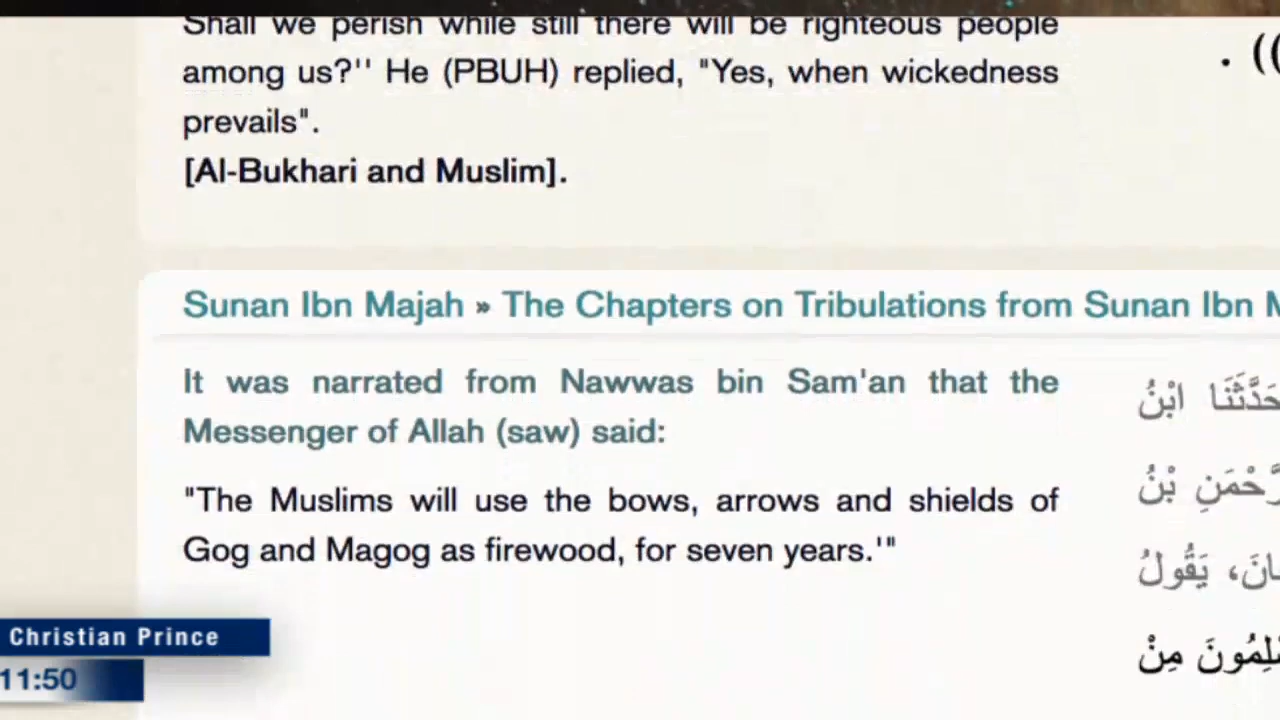 Shall we perish while still there will be righteous people
among us?'' He (PBUH) replied, "Yes, when wickedness
prevails".
[Al-Bukhari and Muslim].
. ((
Sunan Ibn Majah » The Chapters on Tribulations from Sunan Ibn M
It was narrated from Nawwas bin Sam'an that the
Messenger of Allah (saw) said:
"The Muslims will use the bows, arrows and shields of
Gog and Magog as firewood, for seven years.'"
حَدَّثَنَا ابْنُ
بْنُ
يَقُولُ
مِنْ
Christian Prince
11:50